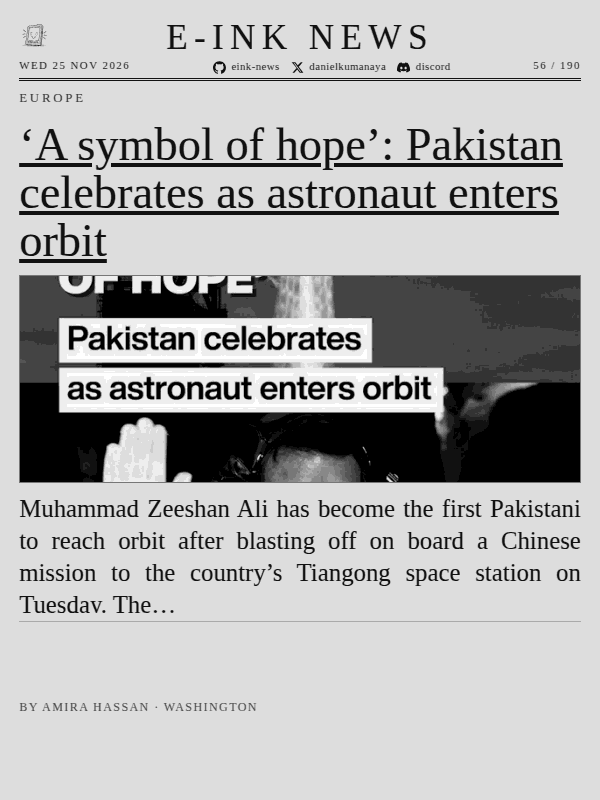 E-INK NEWS
WED 25 NOV 2026
eink-news
danielkumanaya
discord
56 / 190
EUROPE
‘A symbol of hope’: Pakistan
celebrates as astronaut enters
orbit
OF HOPE’
Pakistan celebrates
as astronaut enters orbit
Muhammad Zeeshan Ali has become the first Pakistani
to reach orbit after blasting off on board a Chinese
mission to the country’s Tiangong space station on
Tuesday. The…
BY AMIRA HASSAN · WASHINGTON